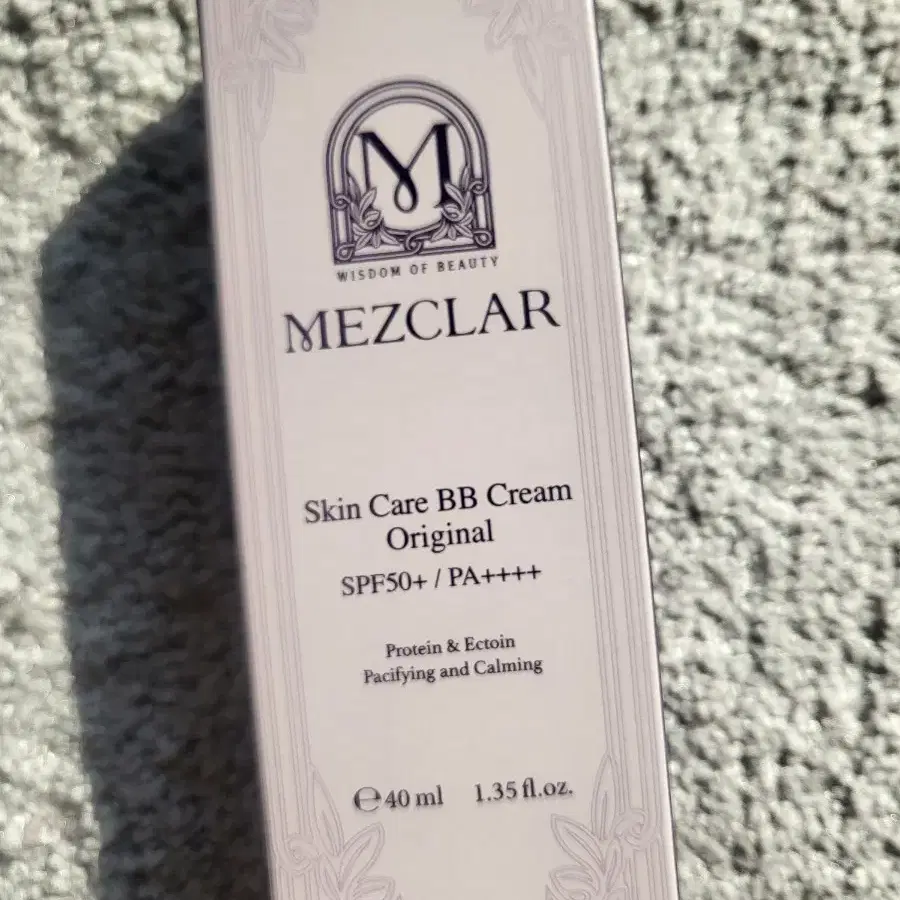 M
WISDOM OF BEAUTY
MEZCLAR
Skin Care BB Cream
Original
SPF50+ / PA++++
Protein & Ectoin
Pacifying and Calming
℮ 40 ml 1.35 fl.oz.